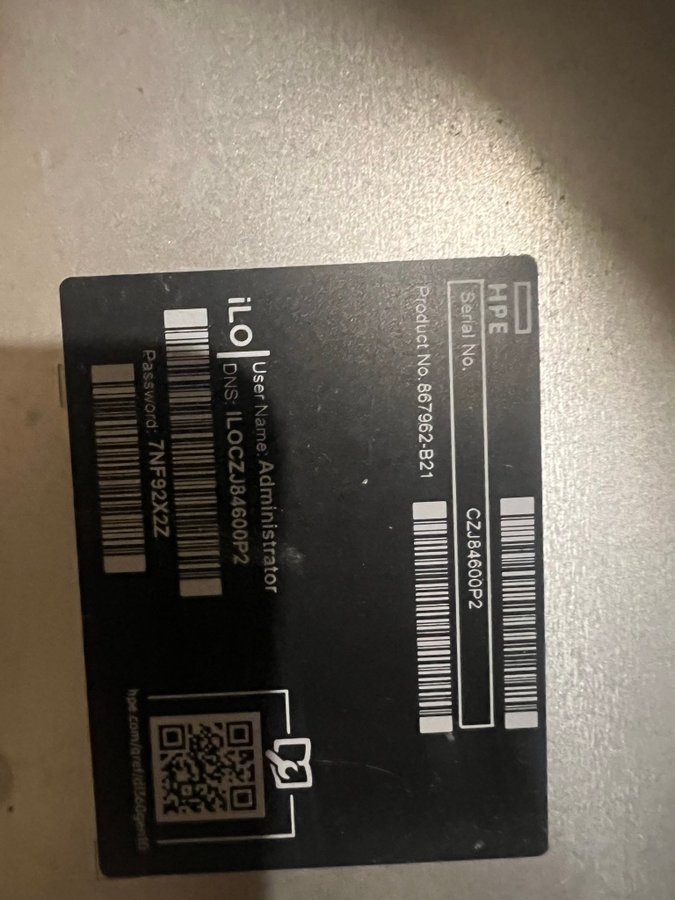 HPE
Serial No. CZJ84600P2
Product No. 867962-B21
iLO
User Name: Administrator
DNS: ILOCZJ84600P2
Password: 7NF92X2Z